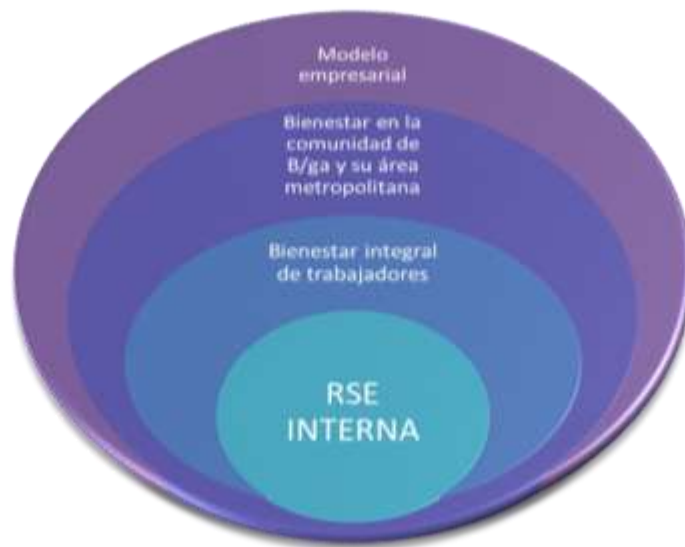 Modelo
empresarial
Bienestar en la
comunidad de
B/ga y su área
metropolitana
Bienestar integral
de trabajadores
RSE
INTERNA